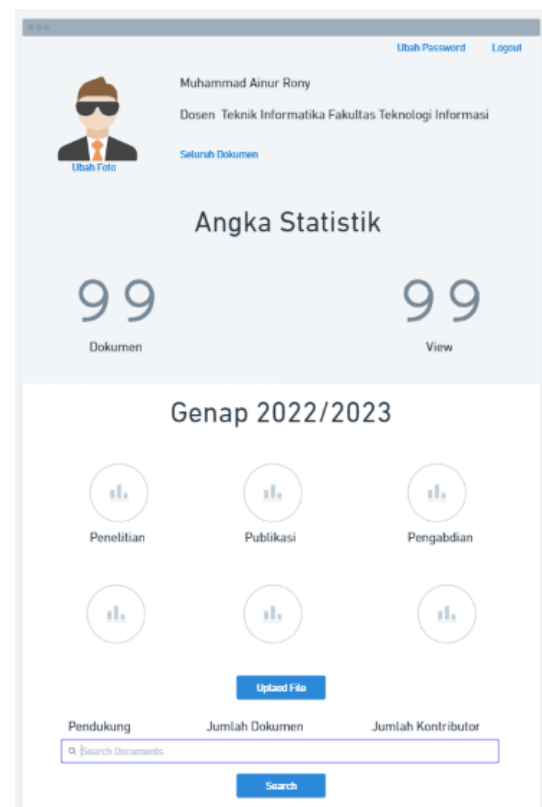 Ubah Password Logout
Muhammad Ainur Rony
Dosen Teknik Informatika Fakultas Teknologi Informasi
Seluruh Dokumen
Ubah Foto
Angka Statistik
99 99
Dokumen View
Genap 2022/2023
Penelitian Publikasi Pengabdian
Uplaod File
Pendukung Jumlah Dokumen Jumlah Kontributor
Search Documents
Search